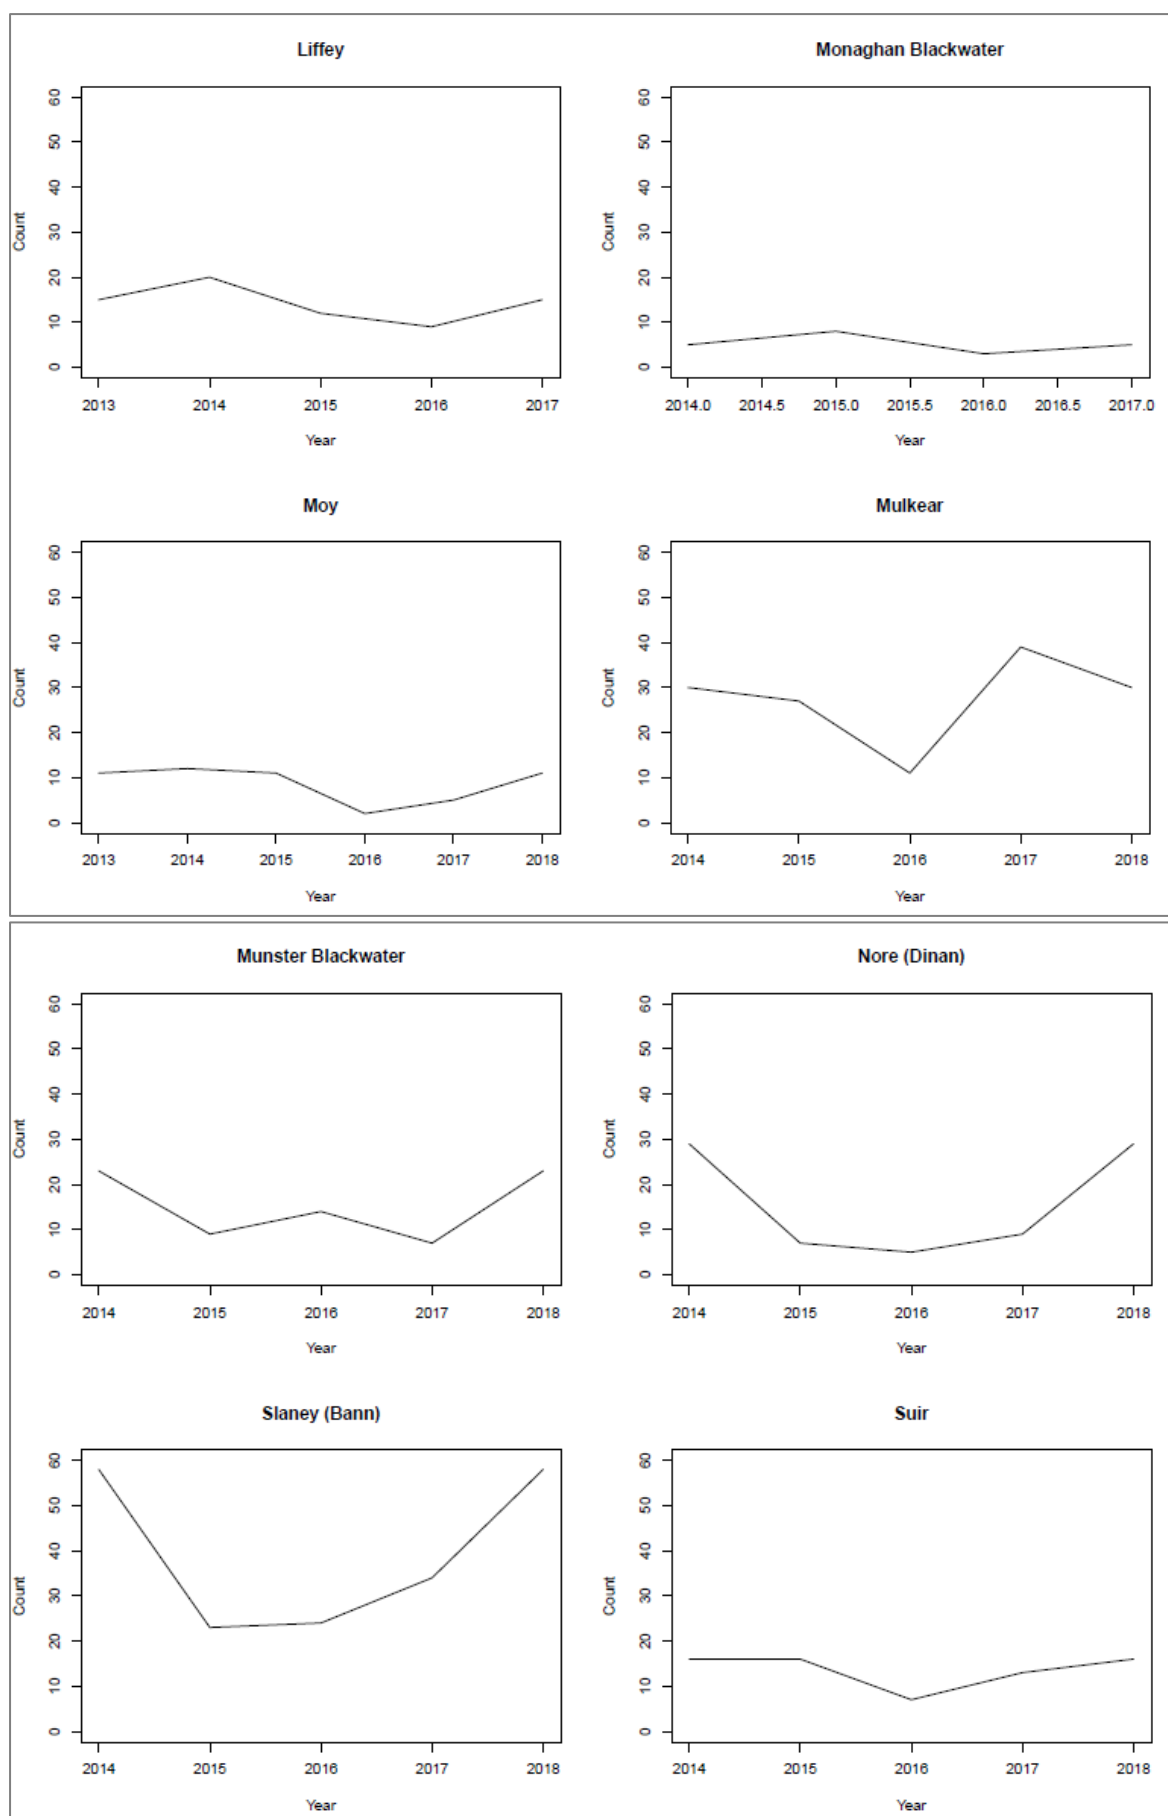 Liffey
60
50
40
30
20
10
0
Count
2013 2014 2015 2016 2017
Year
Monaghan Blackwater
60
50
40
30
20
10
0
Count
2014.0 2014.5 2015.0 2015.5 2016.0 2016.5 2017.0
Year
Moy
60
50
40
30
20
10
0
Count
2013 2014 2015 2016 2017 2018
Year
Mulkear
60
50
40
30
20
10
0
Count
2014 2015 2016 2017 2018
Year
Munster Blackwater
60
50
40
30
20
10
0
Count
2014 2015 2016 2017 2018
Year
Nore (Dinan)
60
50
40
30
20
10
0
Count
2014 2015 2016 2017 2018
Year
Slaney (Bann)
60
50
40
30
20
10
0
Count
2014 2015 2016 2017 2018
Year
Suir
60
50
40
30
20
10
0
Count
2014 2015 2016 2017 2018
Year